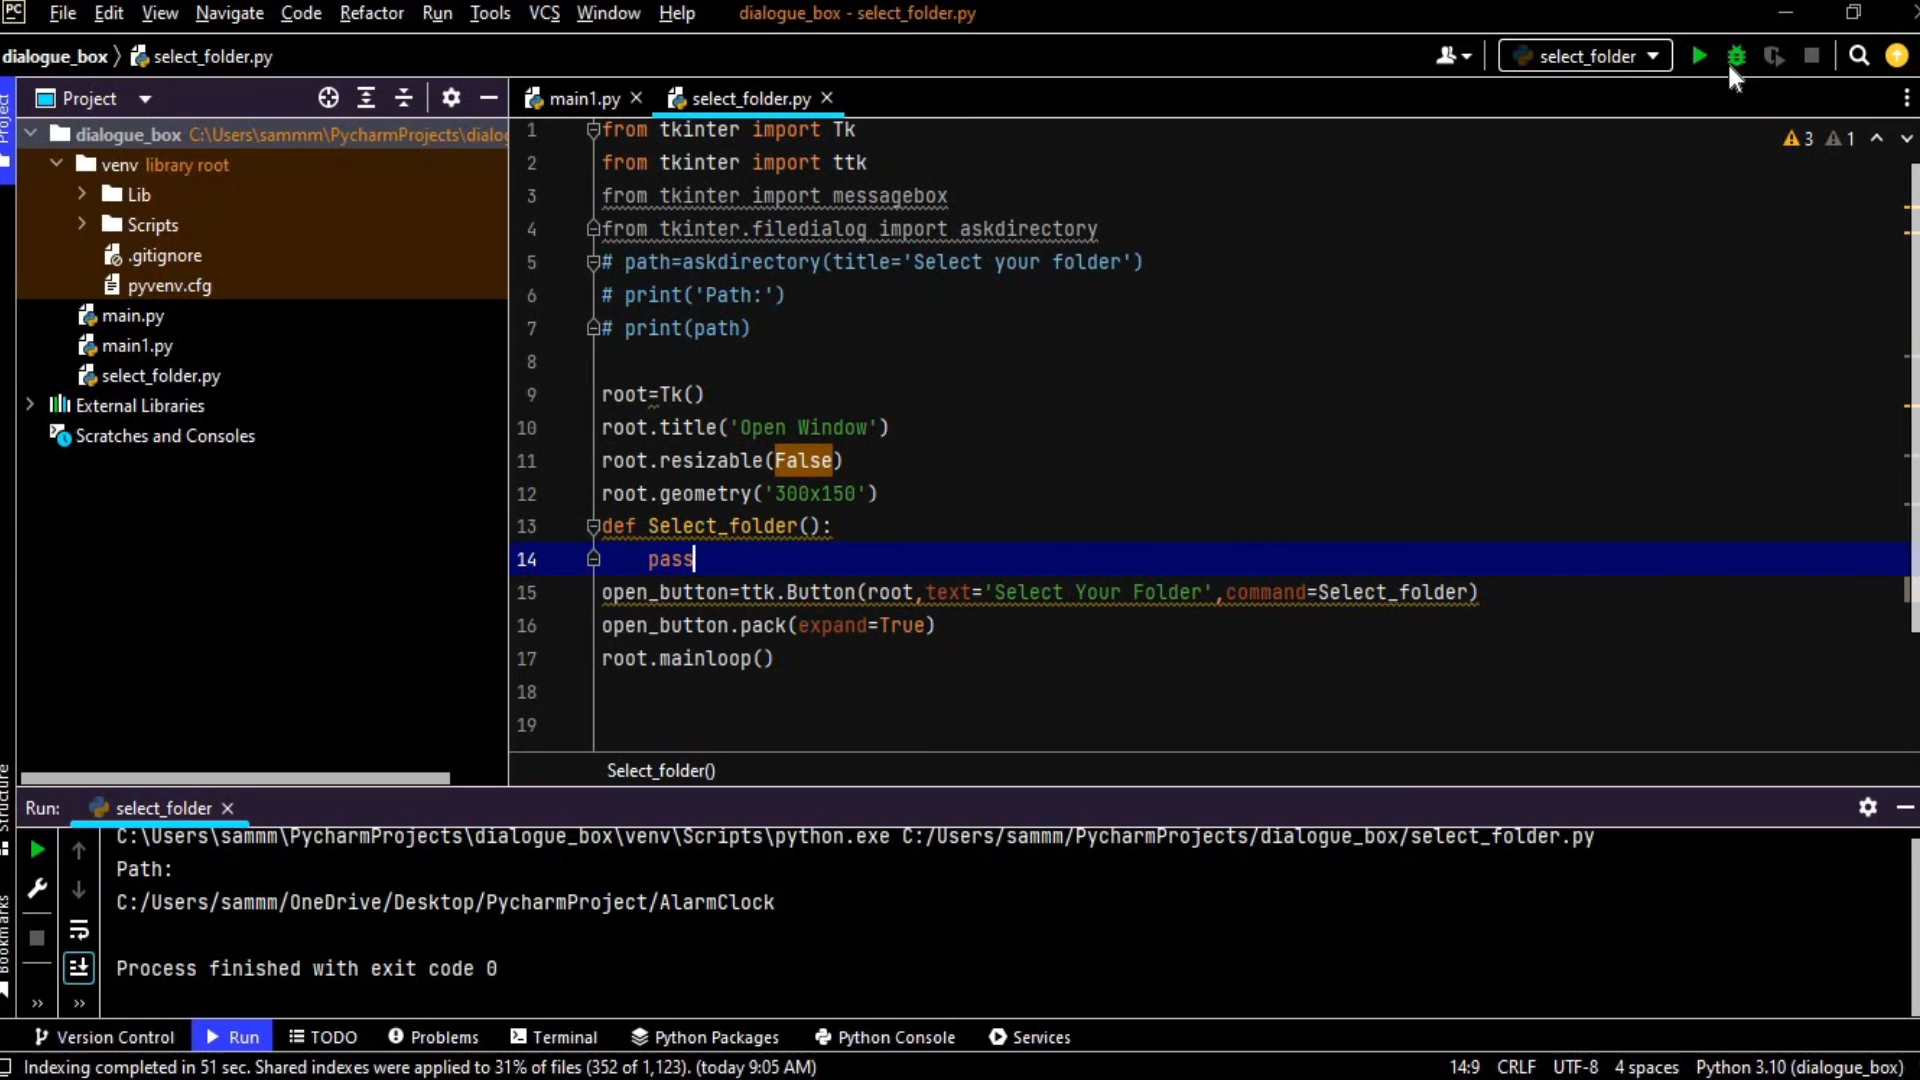 PC File Edit View Navigate Code Refactor Run Tools VCS Window Help dialogue_box - select_folder.py
dialogue_box select_folder.py select_folder
Project main1.py select_folder.py
Project
dialogue_box C:\Users\sammm\PycharmProjects\dialog
venv library root
Lib
Scripts
.gitignore
pyvenv.cfg
main.py
main1.py
select_folder.py
External Libraries
Scratches and Consoles
3 1
1 from tkinter import Tk
2 from tkinter import ttk
3 from tkinter import messagebox
4 from tkinter.filedialog import askdirectory
5 # path=askdirectory(title='Select your folder')
6 # print('Path:')
7 # print(path)
8
9 root=Tk()
10 root.title('Open Window')
11 root.resizable(False)
12 root.geometry('300x150')
13 def Select_folder():
14 pass
15 open_button=ttk.Button(root,text='Select Your Folder',command=Select_folder)
16 open_button.pack(expand=True)
17 root.mainloop()
18
19
Select_folder()
Structure
Bookmarks
Run: select_folder
C:\Users\sammm\PycharmProjects\dialogue_box\venv\Scripts\python.exe C:/Users/sammm/PycharmProjects/dialogue_box/select_folder.py
Path:
C:/Users/sammm/OneDrive/Desktop/PycharmProject/AlarmClock
Process finished with exit code 0
Version Control Run TODO Problems Terminal Python Packages Python Console Services
Indexing completed in 51 sec. Shared indexes were applied to 31% of files (352 of 1,123). (today 9:05 AM) 14:9 CRLF UTF-8 4 spaces Python 3.10 (dialogue_box)